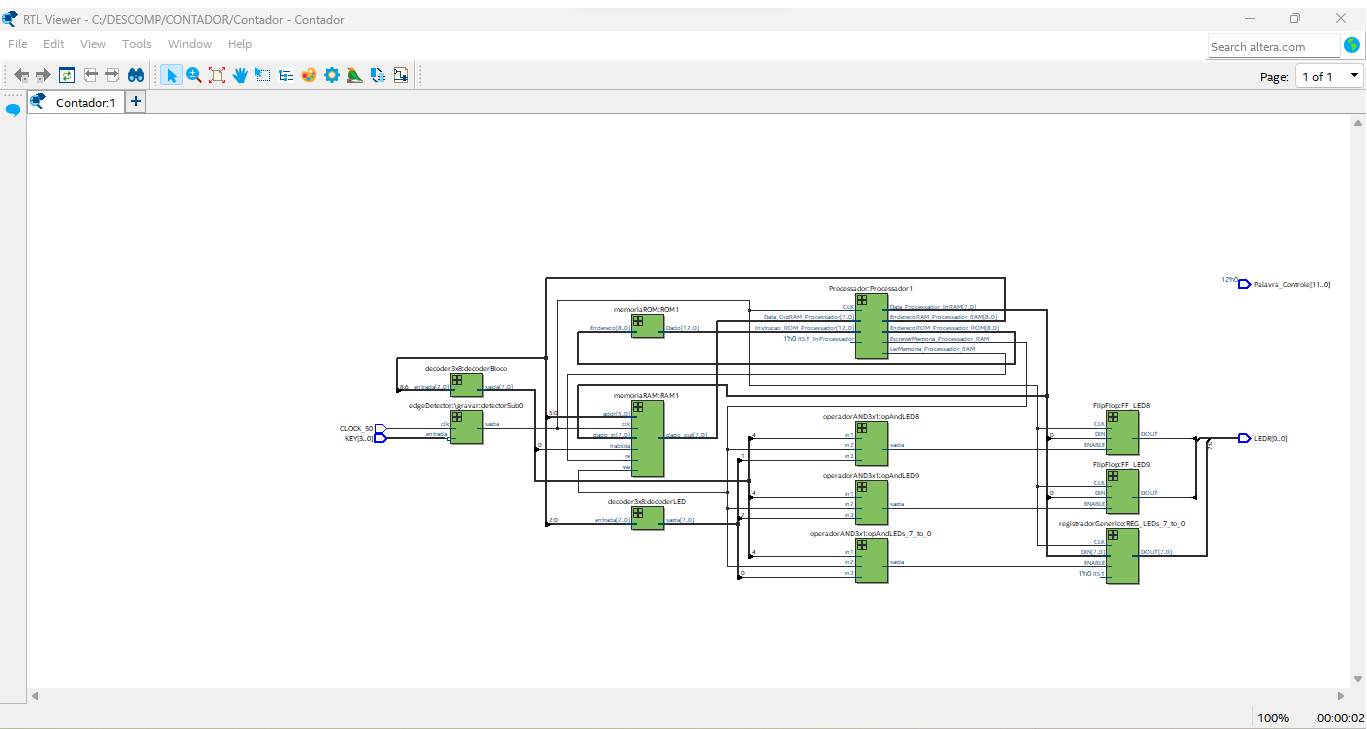 RTL Viewer - C:/DESCOMP/CONTADOR/Contador - Contador
File Edit View Tools Window Help
Search altera.com
Page: 1 of 1
Contador:1
12'h0
Palavra_Controle[11..0]
Processador:Processador1
CLK
Data_OutRAM_Processador[7..0]
Instrucao_ROM_Processador[12..0]
1'h0 RST_InProcessador
Data_Processador_InRAM[7..0]
EnderecoRAM_Processador_RAM[8..0]
EnderecoROM_Processador_ROM[8..0]
EscreverMemoria_Processador_RAM
LerMemoria_Processador_RAM
memoriaROM:ROM1
Endereco[8..0]
Dado[12..0]
decoder3x8:decoderBloco
8:6 entrada[2..0]
saida[7..0]
edgeDetector:\gravar:detectorSub0
clk
entrada
saida
CLOCK_50
KEY[3..0]
memoriaRAM:RAM1
5:0
addr[5..0]
clk
dado_in[7..0]
0
habilita
re
we
dado_out[7..0]
decoder3x8:decoderLED
2:0
entrada[2..0]
saida[7..0]
operadorAND3x1:opAndLED8
4
in1
in2
1
in3
saida
operadorAND3x1:opAndLED9
4
in1
in2
2
in3
saida
operadorAND3x1:opAndLEDs_7_to_0
4
in1
in2
0
in3
saida
FlipFlop:FF_LED8
CLK
0
DIN
ENABLE
DOUT
FlipFlop:FF_LED9
CLK
0
DIN
ENABLE
DOUT
registradorGenerico:REG_LEDs_7_to_0
CLK
DIN[7..0]
ENABLE
1'h0 RST
DOUT[7..0]
7:0
LEDR[9..0]
100%
00:00:02